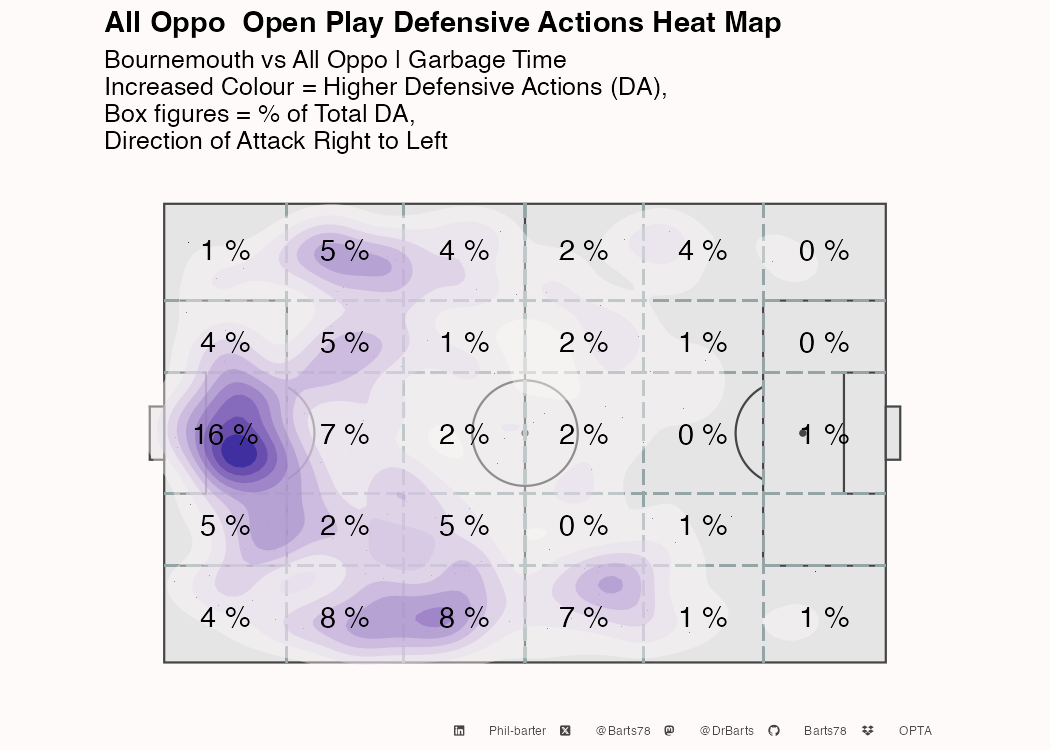 All Oppo  Open Play Defensive Actions Heat Map
Bournemouth vs All Oppo | Garbage Time
Increased Colour = Higher Defensive Actions (DA),
Box figures = % of Total DA,
Direction of Attack Right to Left
1 % 5 % 4 % 2 % 4 % 0 %
4 % 5 % 1 % 2 % 1 % 0 %
16 % 7 % 2 % 2 % 0 % 1 %
5 % 2 % 5 % 0 % 1 %
4 % 8 % 8 % 7 % 1 % 1 %
Phil-barter @Barts78 @DrBarts Barts78 OPTA